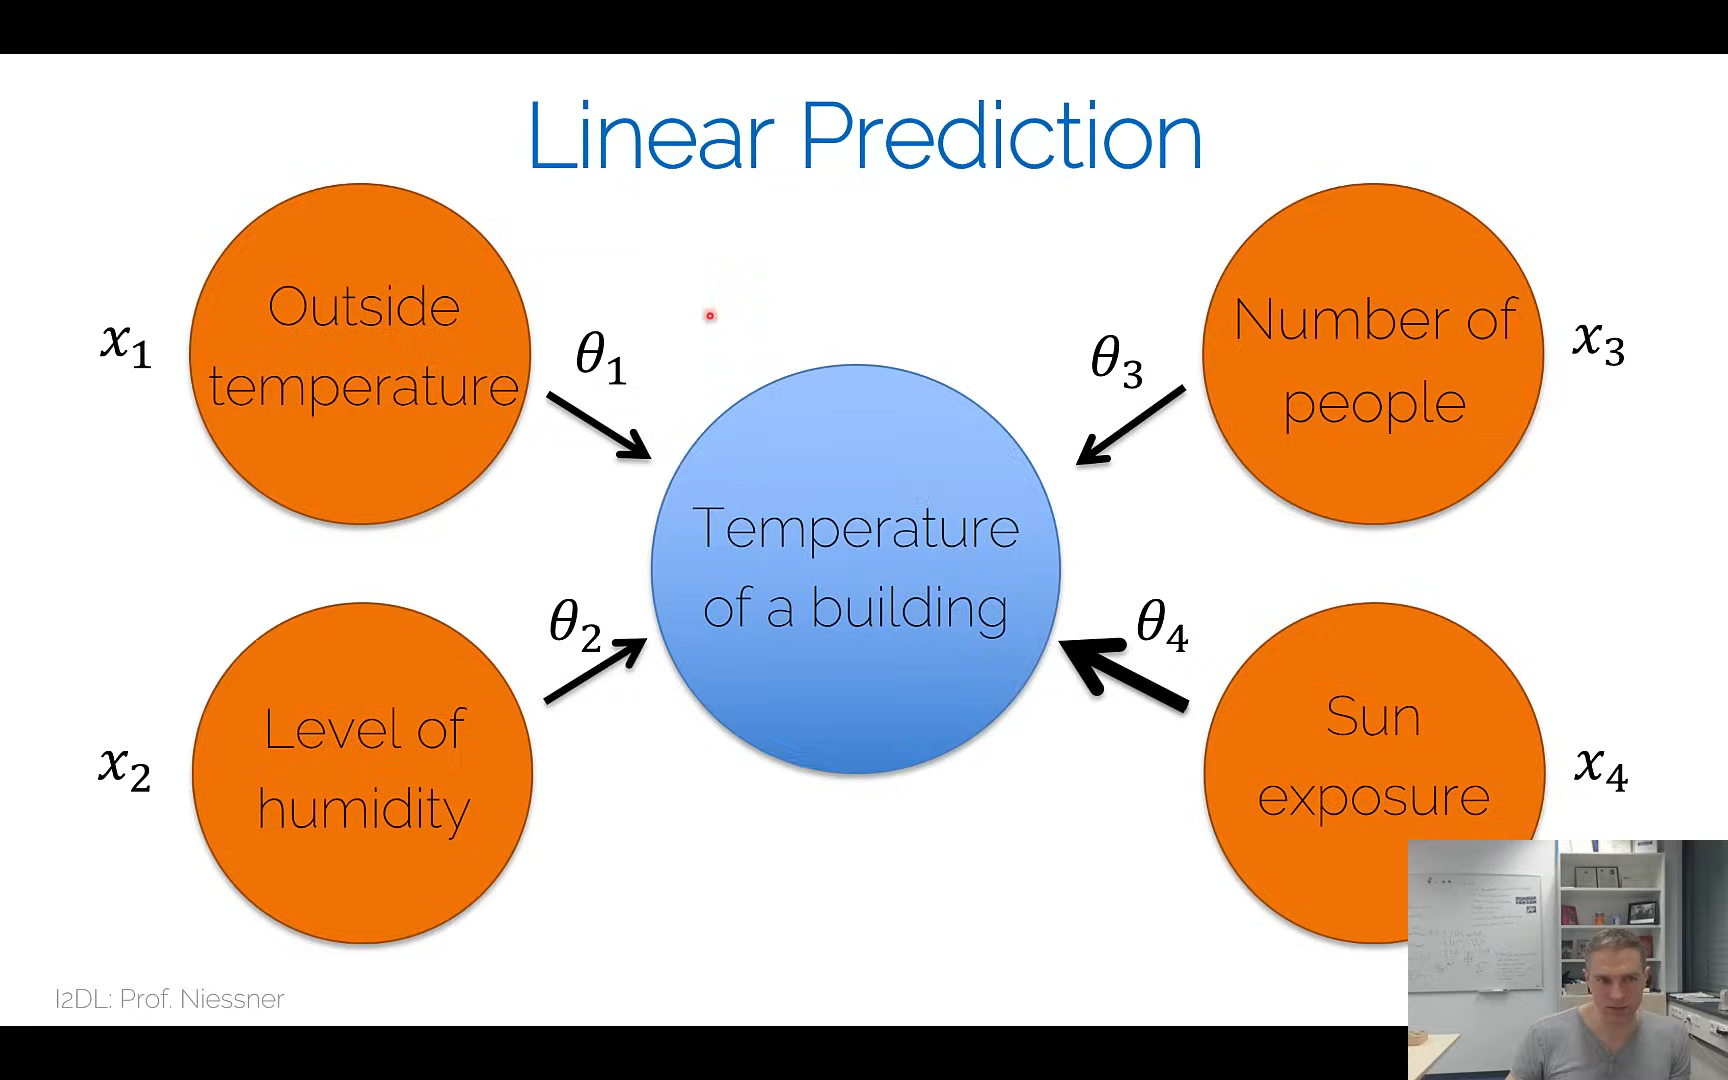 Linear Prediction
x₁
Outside
temperature
θ₁
θ₃
Number of
people
x₃
Temperature
of a building
x₂
Level of
humidity
θ₂
θ₄
Sun
exposure
x₄
I2DL: Prof. Niessner